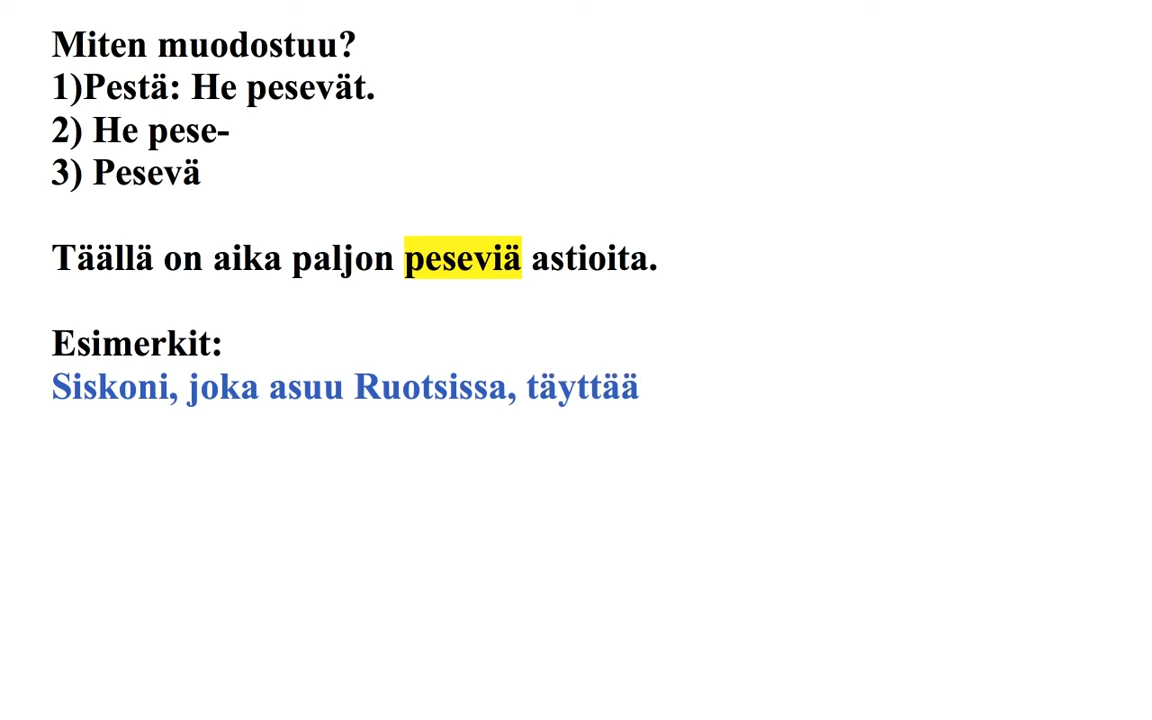 Miten muodostuu?
1)Pestä: He pesevät.
2) He pese-
3) Pesevä
Täällä on aika paljon peseviä astioita.
Esimerkit:
Siskoni, joka asuu Ruotsissa, täyttää